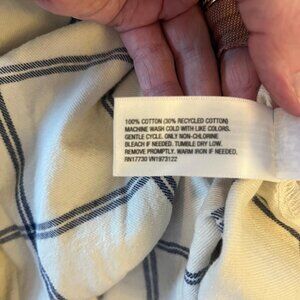 100% COTTON (30% RECYCLED COTTON)
MACHINE WASH COLD WITH LIKE COLORS.
GENTLE CYCLE. ONLY NON-CHLORINE
BLEACH IF NEEDED. TUMBLE DRY LOW.
REMOVE PROMPTLY. WARM IRON IF NEEDED.
RN17730 VN1973122